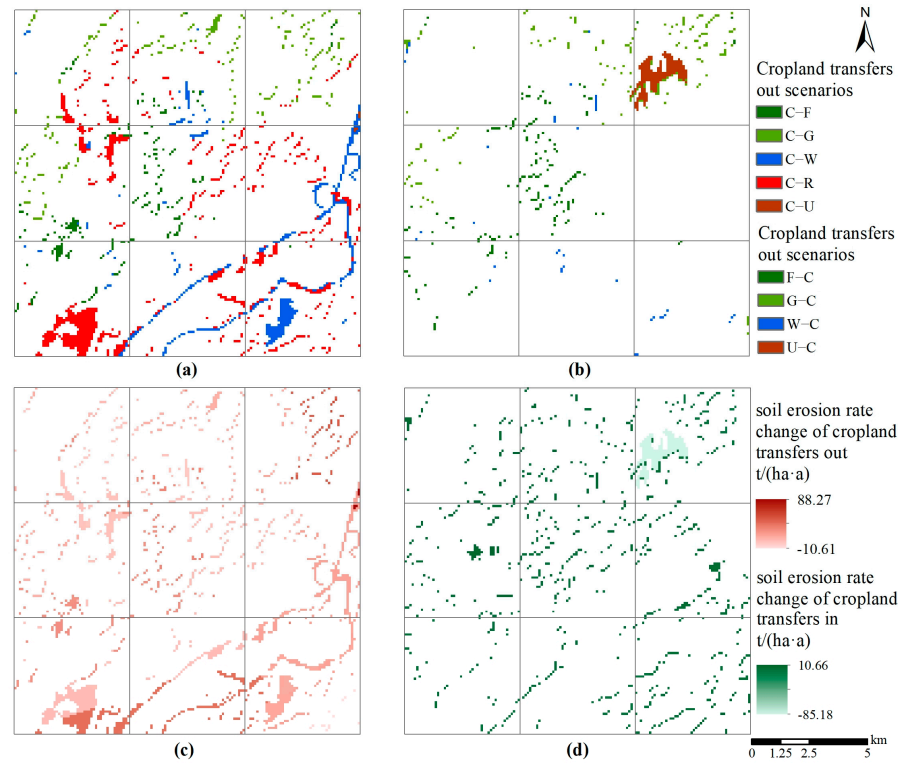 N
Cropland transfers
out scenarios
C−F
C−G
C−W
C−R
C−U
Cropland transfers
out scenarios
F−C
G−C
W−C
U−C
(a)
(b)
soil erosion rate
change of cropland
transfers out
t/(ha·a)
88.27
-10.61
soil erosion rate
change of cropland
transfers in
t/(ha·a)
10.66
-85.18
(c)
(d)
km
0 1.25 2.5 5